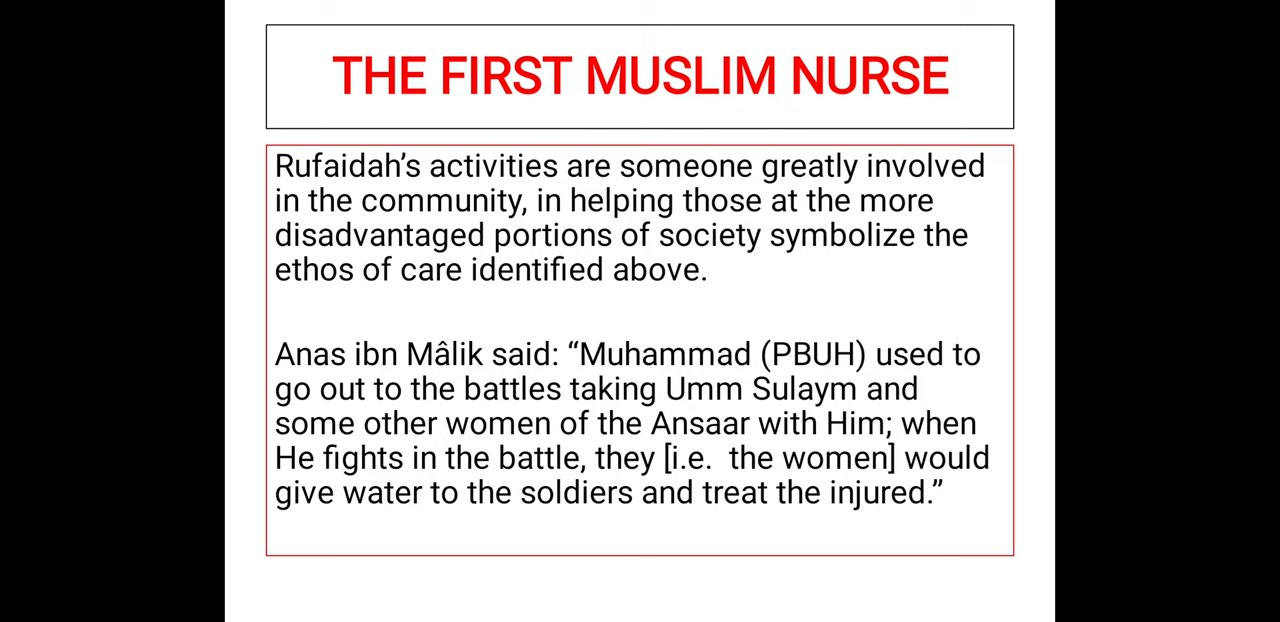 THE FIRST MUSLIM NURSE
Rufaidah’s activities are someone greatly involved
in the community, in helping those at the more
disadvantaged portions of society symbolize the
ethos of care identified above.
Anas ibn Mâlik said: “Muhammad (PBUH) used to
go out to the battles taking Umm Sulaym and
some other women of the Ansaar with Him; when
He fights in the battle, they [i.e.  the women] would
give water to the soldiers and treat the injured.”